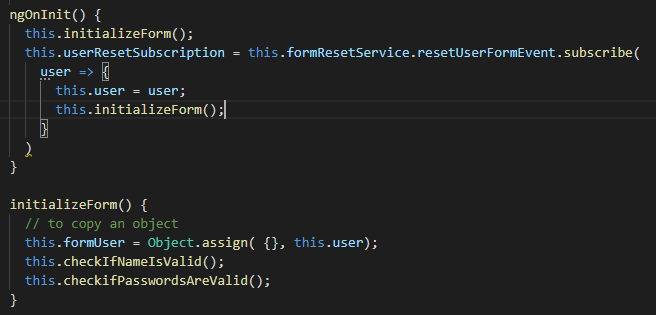 ngOnInit() {
this.initializeForm();
this.userResetSubscription = this.formResetService.resetUserFormEvent.subscribe(
user => {
this.user = user;
this.initializeForm();
}
)
}
initializeForm() {
// to copy an object
this.formUser = Object.assign( {}, this.user);
this.checkIfNameIsValid();
this.checkifPasswordsAreValid();
}